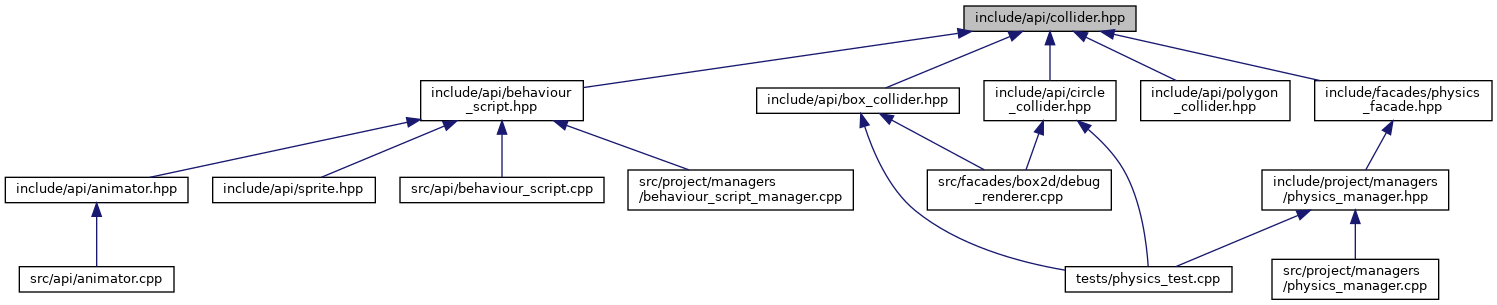 include/api/collider.hpp
include/api/behaviour
_script.hpp
include/api/box_collider.hpp
include/api/circle
_collider.hpp
include/api/polygon
_collider.hpp
include/facades/physics
_facade.hpp
include/api/animator.hpp
include/api/sprite.hpp
src/api/behaviour_script.cpp
src/project/managers
/behaviour_script_manager.cpp
src/facades/box2d/debug
_renderer.cpp
include/project/managers
/physics_manager.hpp
src/api/animator.cpp
tests/physics_test.cpp
src/project/managers
/physics_manager.cpp